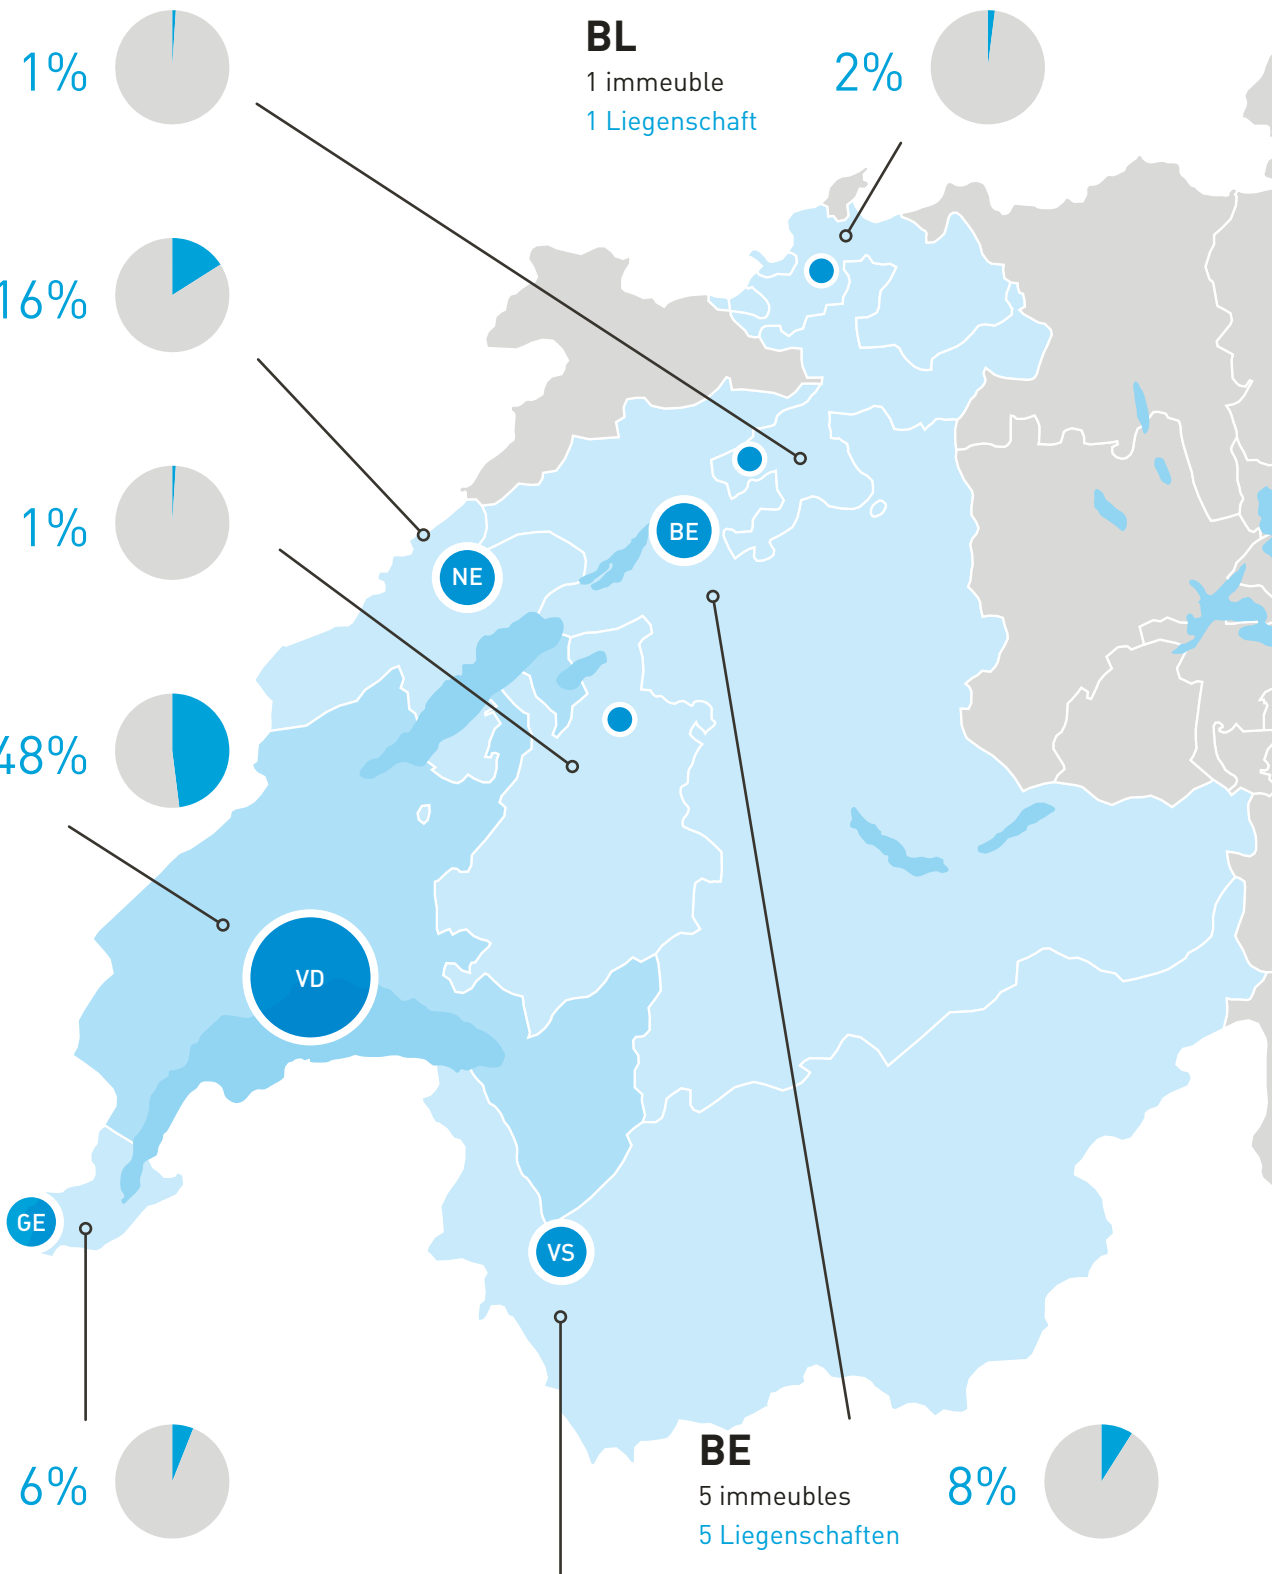 1%
BL
1 immeuble
1 Liegenschaft
2%
16%
1%
48%
BE
NE
VD
GE
VS
6%
BE
5 immeubles
5 Liegenschaften
8%